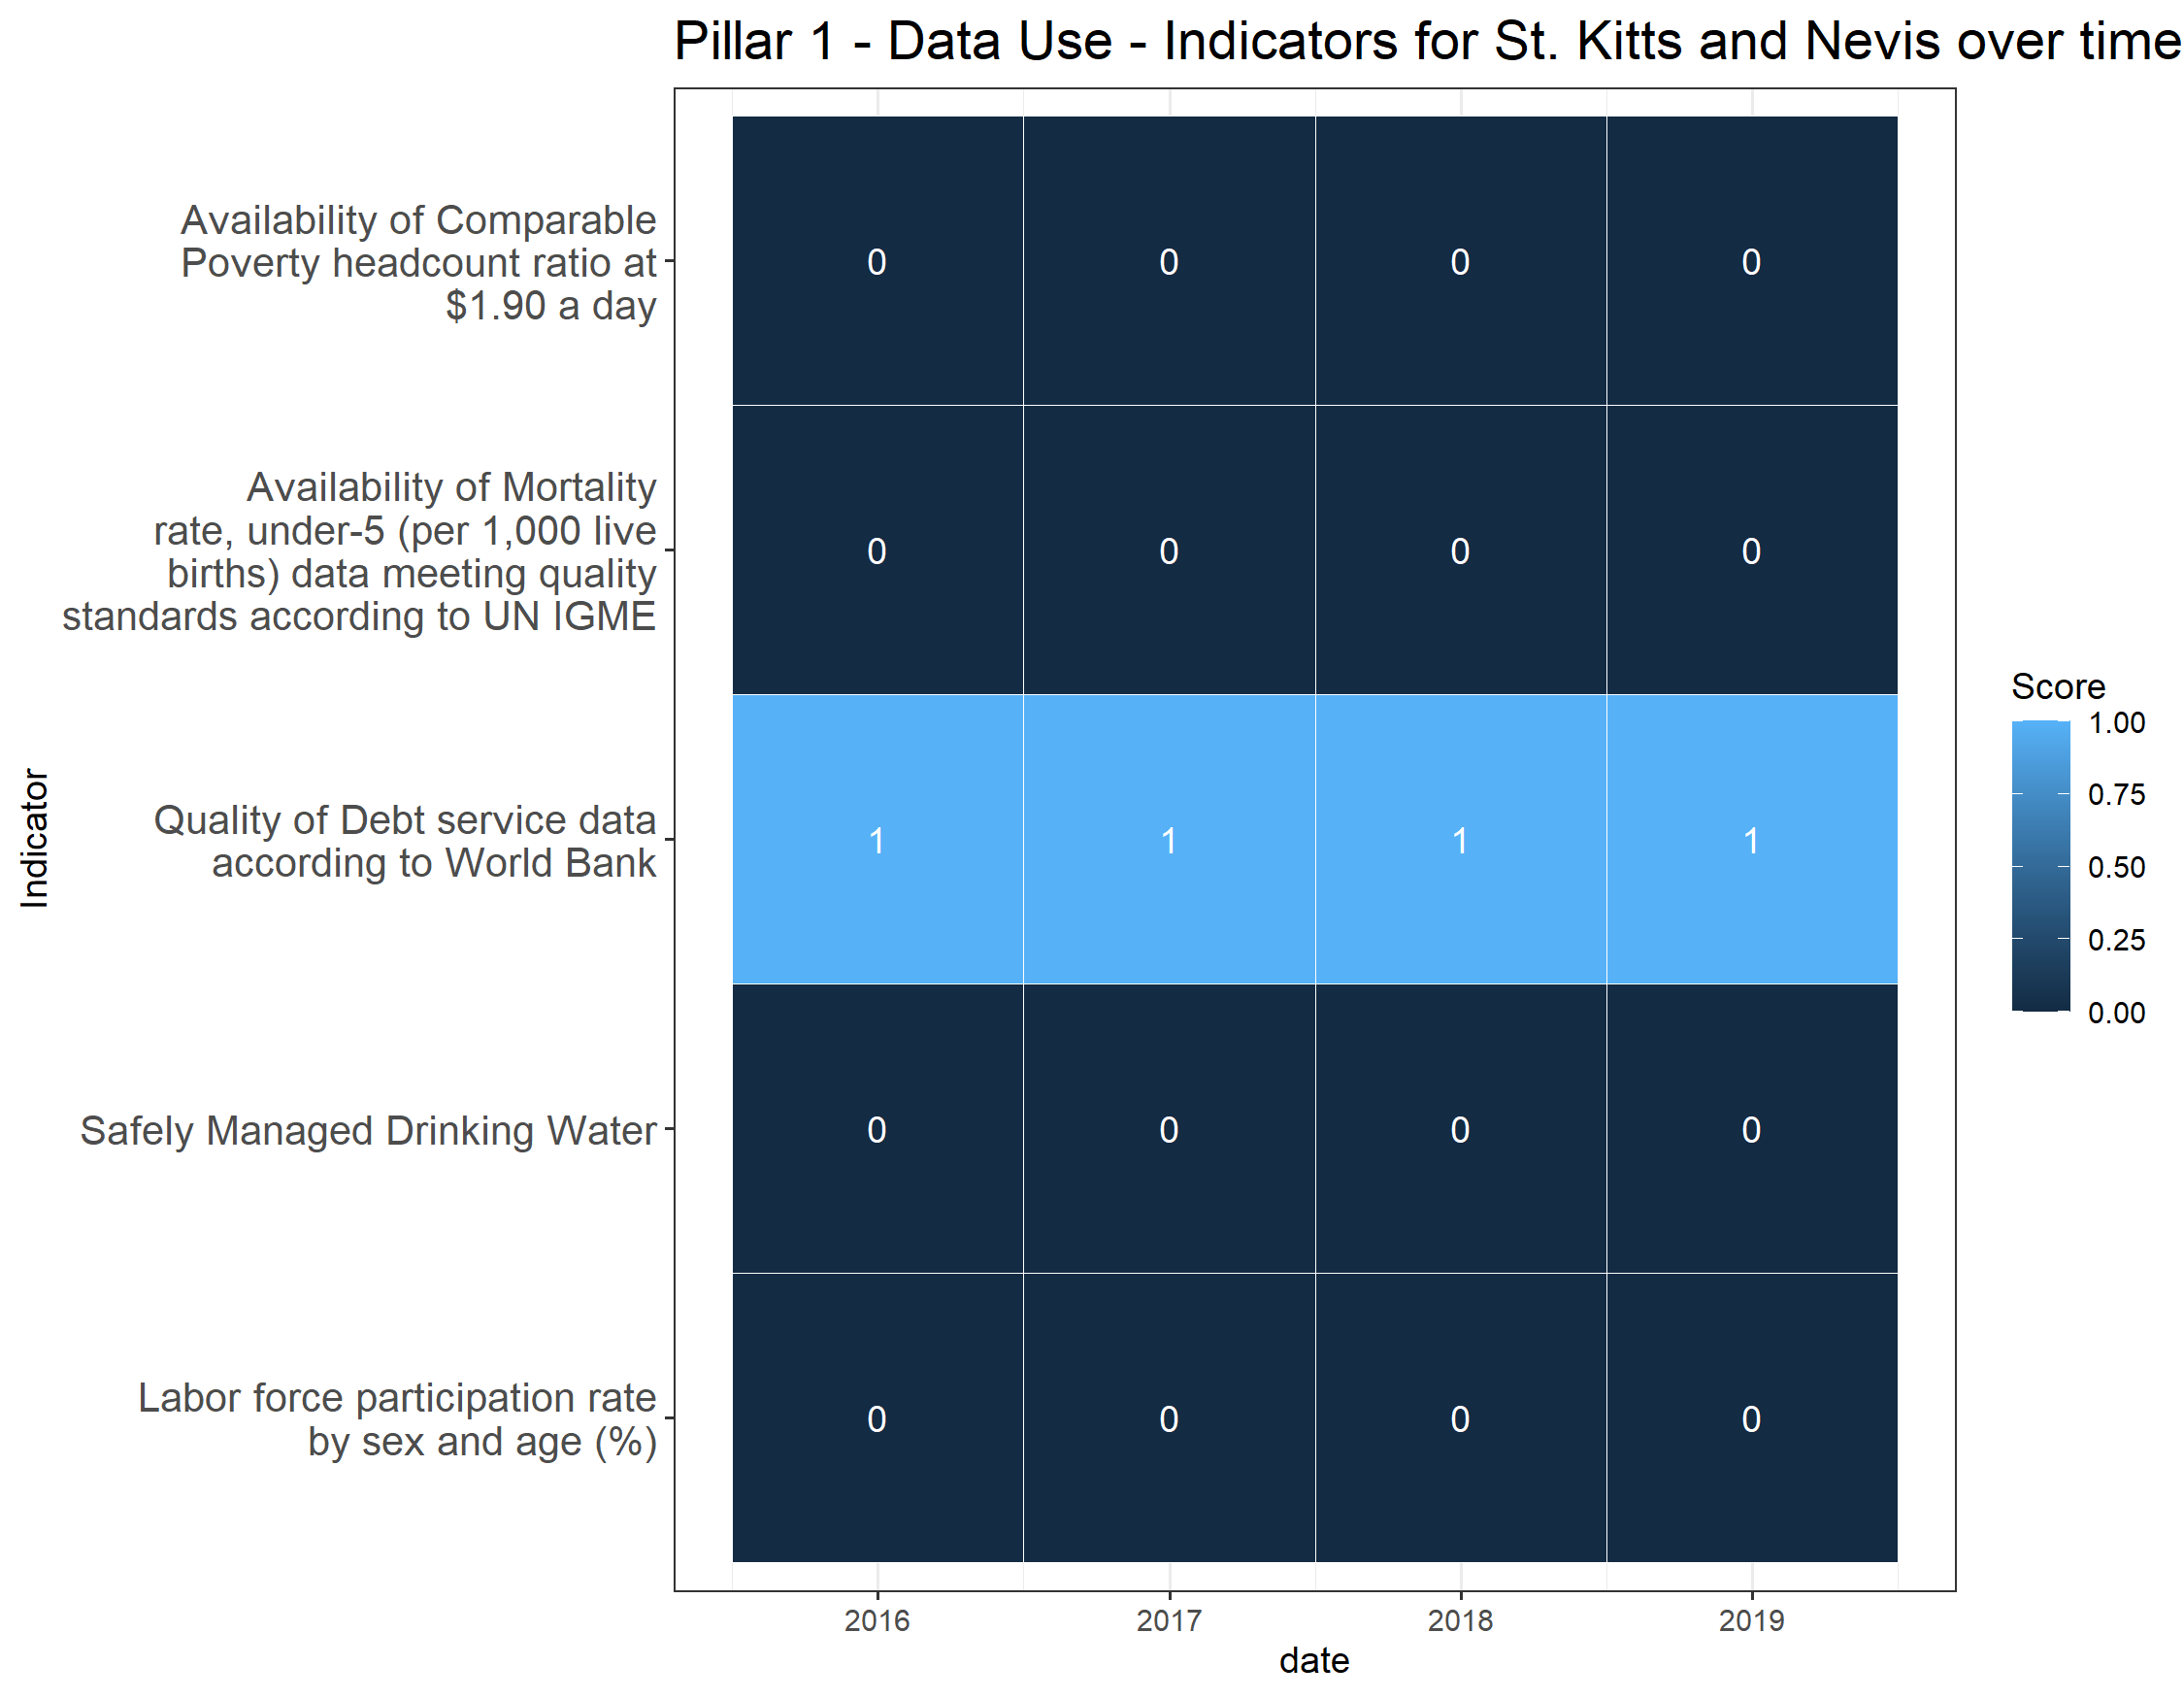 Pillar 1 - Data Use - Indicators for St. Kitts and Nevis over time
Availability of Comparable
Poverty headcount ratio at
$1.90 a day
0 0 0 0
Availability of Mortality
rate, under-5 (per 1,000 live
births) data meeting quality
standards according to UN IGME
0 0 0 0
Quality of Debt service data
according to World Bank
1 1 1 1
Safely Managed Drinking Water
0 0 0 0
Labor force participation rate
by sex and age (%)
0 0 0 0
Indicator
2016 2017 2018 2019
date
Score
1.00
0.75
0.50
0.25
0.00